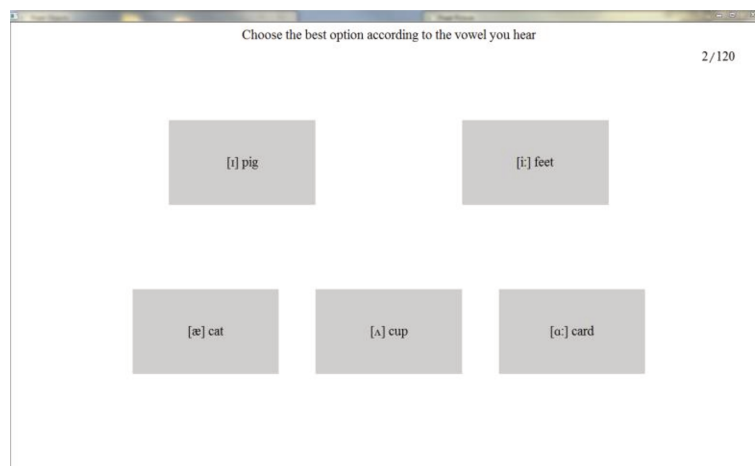 Choose the best option according to the vowel you hear
2/120
[ɪ] pig
[iː] feet
[æ] cat
[ʌ] cup
[ɑː] card